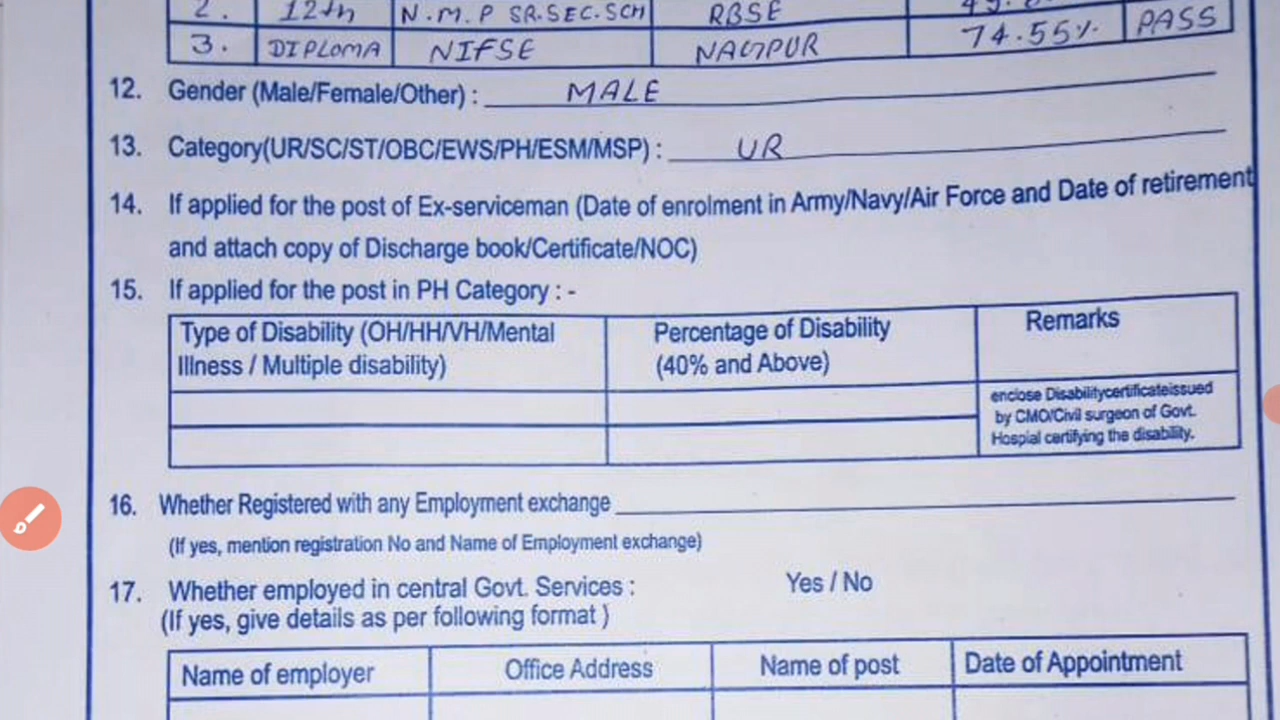 2. 12th N.M.P SR.SEC.SCH RBSE
3. DIPLOMA NIFSE NAGPUR 74.55%. PASS
12. Gender (Male/Female/Other) : MALE
13. Category(UR/SC/ST/OBC/EWS/PH/ESM/MSP) : UR
14. If applied for the post of Ex-serviceman (Date of enrolment in Army/Navy/Air Force and Date of retirement
and attach copy of Discharge book/Certificate/NOC)
15. If applied for the post in PH Category : -
Type of Disability (OH/HH/VH/Mental
Illness / Multiple disability)
Percentage of Disability
(40% and Above)
Remarks
enclose Disabilitycertificateissued
by CMO/Civil surgeon of Govt.
Hospial certifying the disability.
16. Whether Registered with any Employment exchange
(If yes, mention registration No and Name of Employment exchange)
17. Whether employed in central Govt. Services : Yes / No
(If yes, give details as per following format )
Name of employer Office Address Name of post Date of Appointment